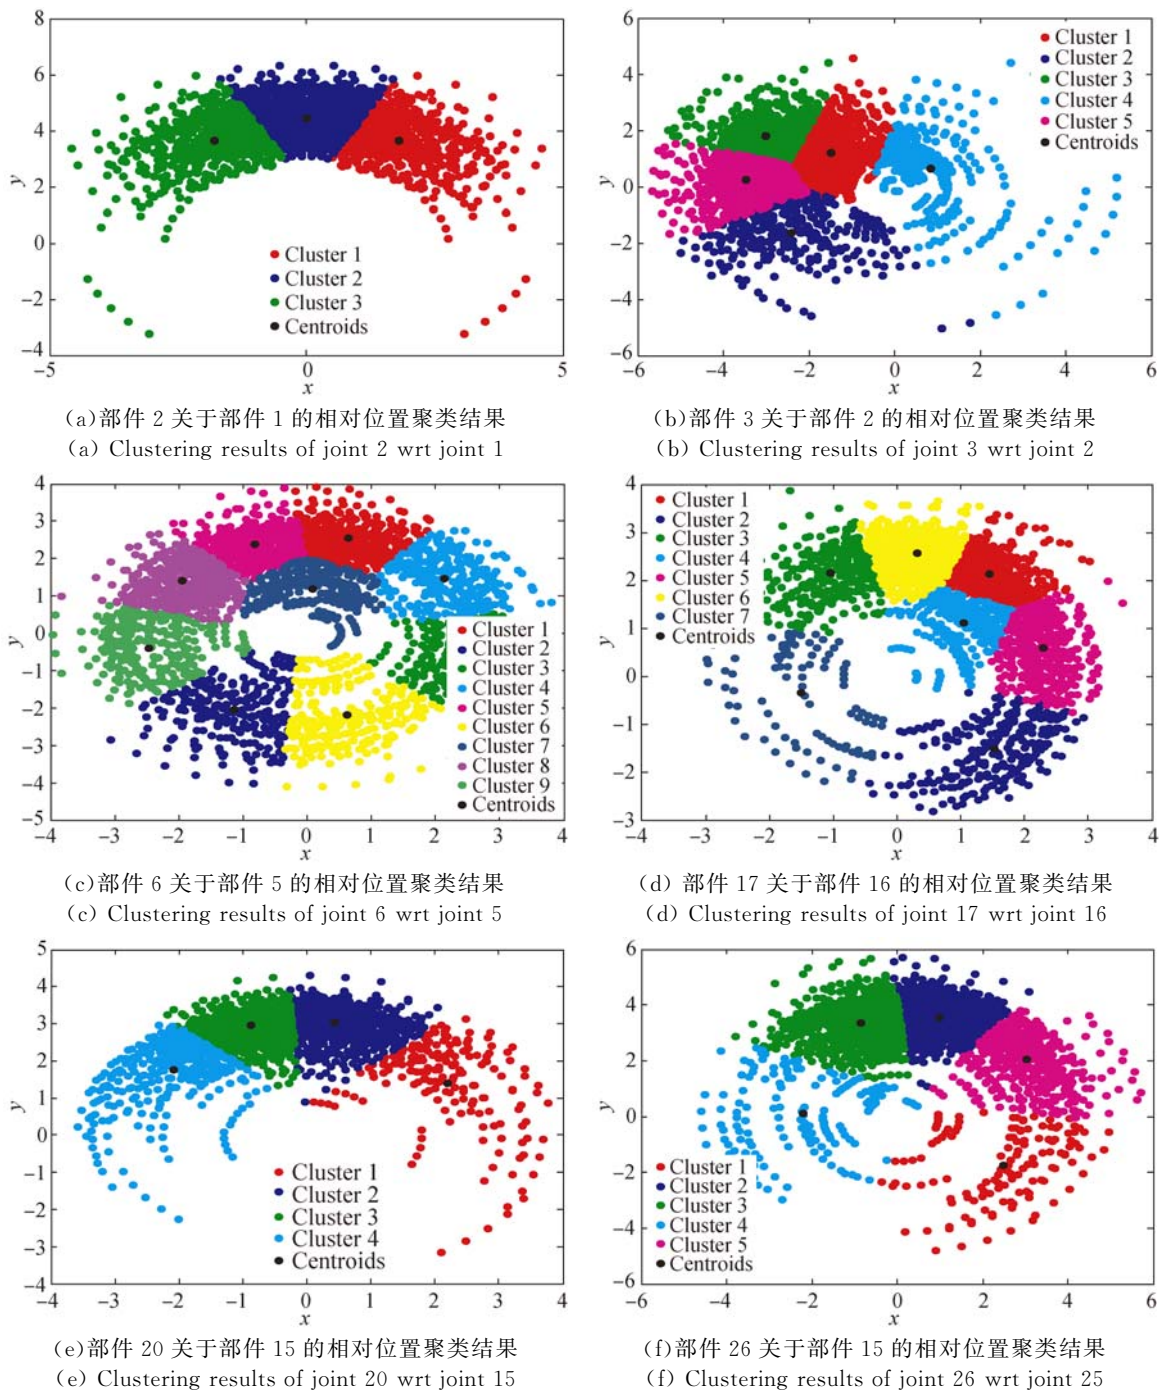 8
6
4
2
0
−2
−4
−5
0
5
y
x
Cluster 1
Cluster 2
Cluster 3
Centroids
(a)部件 2 关于部件 1 的相对位置聚类结果
(a) Clustering results of joint 2 wrt joint 1
6
4
2
0
−2
−4
−6
−6
−4
−2
0
2
4
6
y
x
Cluster 1
Cluster 2
Cluster 3
Cluster 4
Cluster 5
Centroids
(b)部件 3 关于部件 2 的相对位置聚类结果
(b) Clustering results of joint 3 wrt joint 2
4
3
2
1
0
−1
−2
−3
−4
−5
−4
−3
−2
−1
0
1
2
3
4
y
x
Cluster 1
Cluster 2
Cluster 3
Cluster 4
Cluster 5
Cluster 6
Cluster 7
Cluster 8
Cluster 9
Centroids
(c)部件 6 关于部件 5 的相对位置聚类结果
(c) Clustering results of joint 6 wrt joint 5
4
3
2
1
0
−1
−2
−3
−4
−3
−2
−1
0
1
2
3
4
y
x
Cluster 1
Cluster 2
Cluster 3
Cluster 4
Cluster 5
Cluster 6
Cluster 7
Centroids
(d) 部件 17 关于部件 16 的相对位置聚类结果
(d) Clustering results of joint 17 wrt joint 16
5
4
3
2
1
0
−1
−2
−3
−4
−4
−3
−2
−1
0
1
2
3
4
y
x
Cluster 1
Cluster 2
Cluster 3
Cluster 4
Centroids
(e)部件 20 关于部件 15 的相对位置聚类结果
(e) Clustering results of joint 20 wrt joint 15
6
4
2
0
−2
−4
−6
−6
−4
−2
0
2
4
6
y
x
Cluster 1
Cluster 2
Cluster 3
Cluster 4
Cluster 5
Centroids
(f)部件 26 关于部件 15 的相对位置聚类结果
(f) Clustering results of joint 26 wrt joint 25